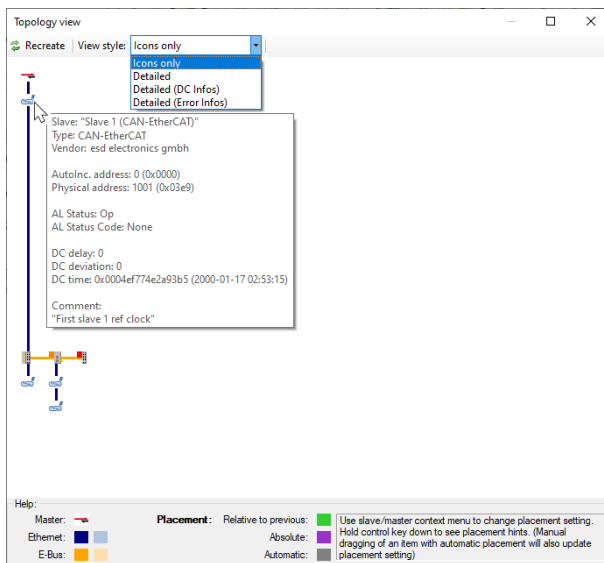 Topology view
Recreate
View style:
Icons only
Icons only
Detailed
Detailed (DC Infos)
Detailed (Error Infos)
Slave: "Slave 1 (CAN-EtherCAT)"
Type: CAN-EtherCAT
Vendor: esd electronics gmbh
AutoInc. address: 0 (0x0000)
Physical address: 1001 (0x03e9)
AL Status: Op
AL Status Code: None
DC delay: 0
DC deviation: 0
DC time: 0x0004ef774e2a93b5 (2000-01-17 02:53:15)
Comment:
"First slave 1 ref clock"
Help:
Master:
Ethernet:
E-Bus:
Placement:
Relative to previous:
Absolute:
Automatic:
Use slave/master context menu to change placement setting.
Hold control key down to see placement hints. (Manual
dragging of an item with automatic placement will also update
placement setting)